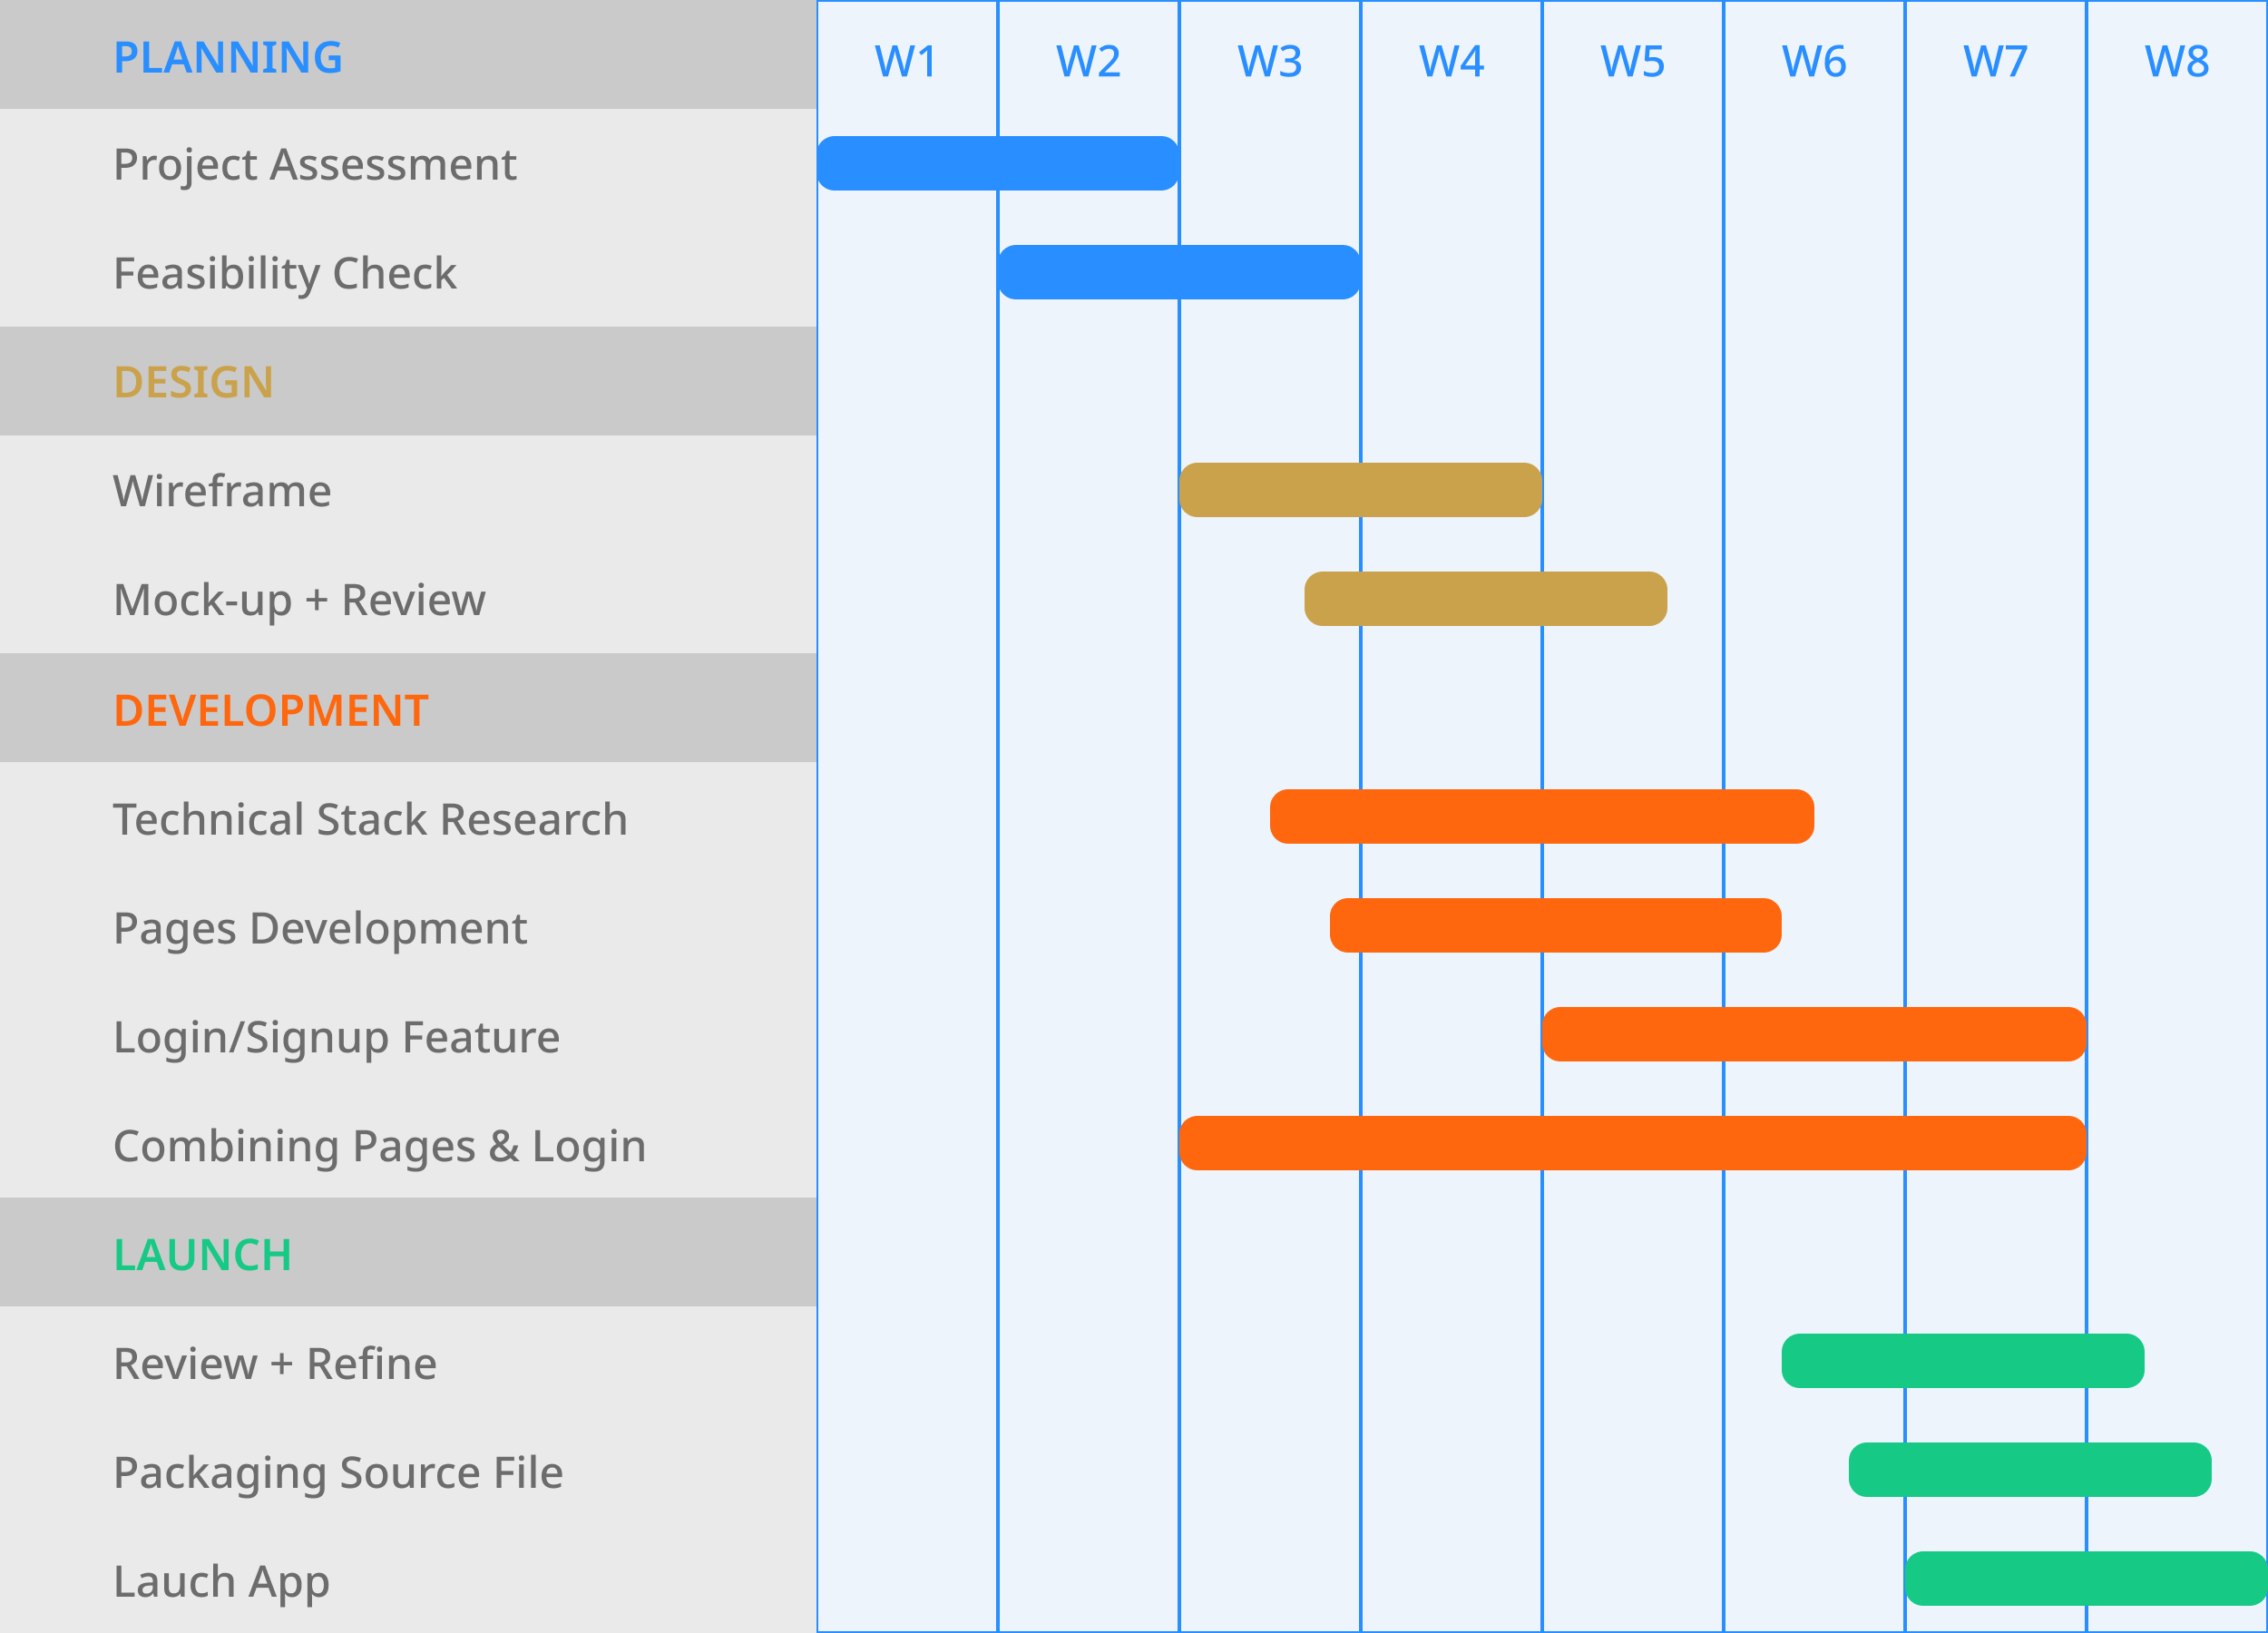 PLANNING
W1 W2 W3 W4 W5 W6 W7 W8
Project Assessment
Feasibility Check
DESIGN
Wireframe
Mock-up + Review
DEVELOPMENT
Technical Stack Research
Pages Development
Login/Signup Feature
Combining Pages & Login
LAUNCH
Review + Refine
Packaging Source File
Lauch App